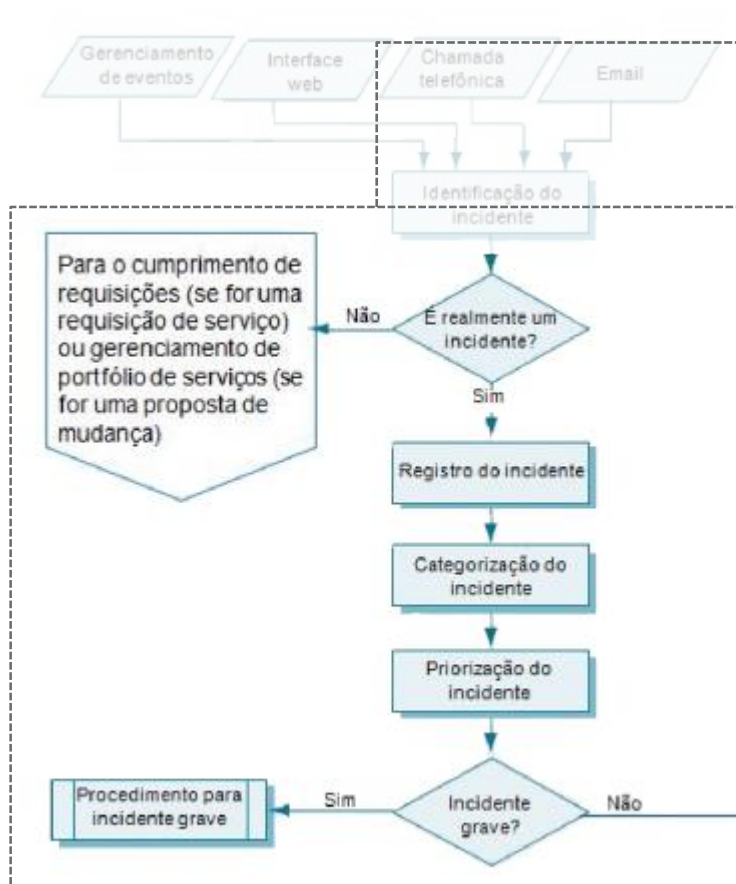 Gerenciamento
de eventos
Interface
web
Chamada
telefônica
Email
Identificação do
incidente
Para o cumprimento de
requisições (se for uma
requisição de serviço)
ou gerenciamento de
portfólio de serviços (se
for uma proposta de
mudança)
Não
É realmente um
incidente?
Sim
Registro do incidente
Categorização do
incidente
Priorização do
incidente
Procedimento para
incidente grave
Sim
Incidente
grave?
Não